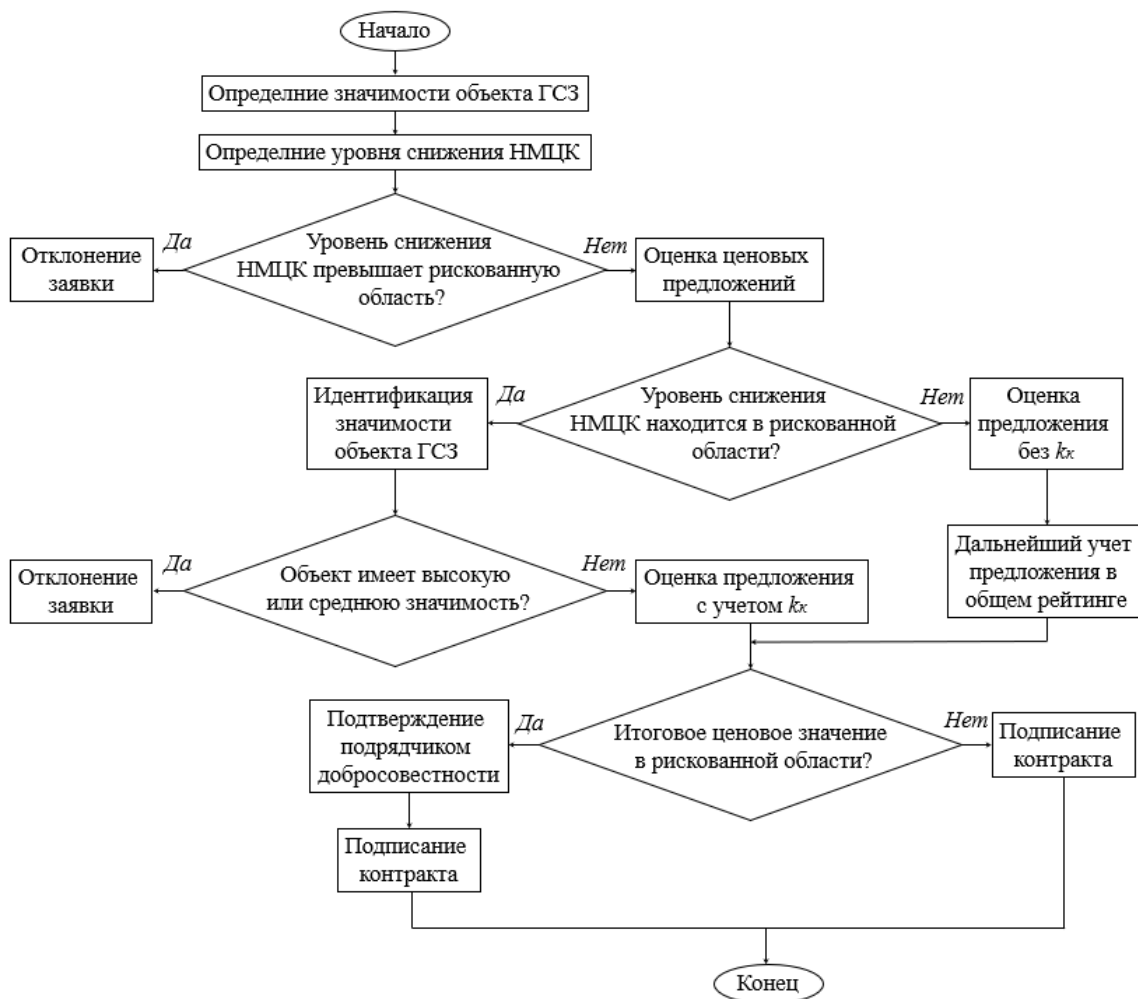 Начало
Определние значимости объекта ГСЗ
Определние уровня снижения НМЦК
Да
Отклонение
заявки
Уровень снижения
НМЦК превышает рискованную
область?
Нет
Оценка ценовых
предложений
Идентификация
значимости
объекта ГСЗ
Да
Уровень снижения
НМЦК находится в рискованной
области?
Нет
Оценка
предложения
без kк
Отклонение
заявки
Да
Объект имеет высокую
или среднюю значимость?
Нет
Оценка предложения
с учетом kк
Дальнейший учет
предложения в
общем рейтинге
Подтверждение
подрядчиком
добросовестности
Да
Итоговое ценовое значение
в рискованной области?
Нет
Подписание
контракта
Подписание
контракта
Конец